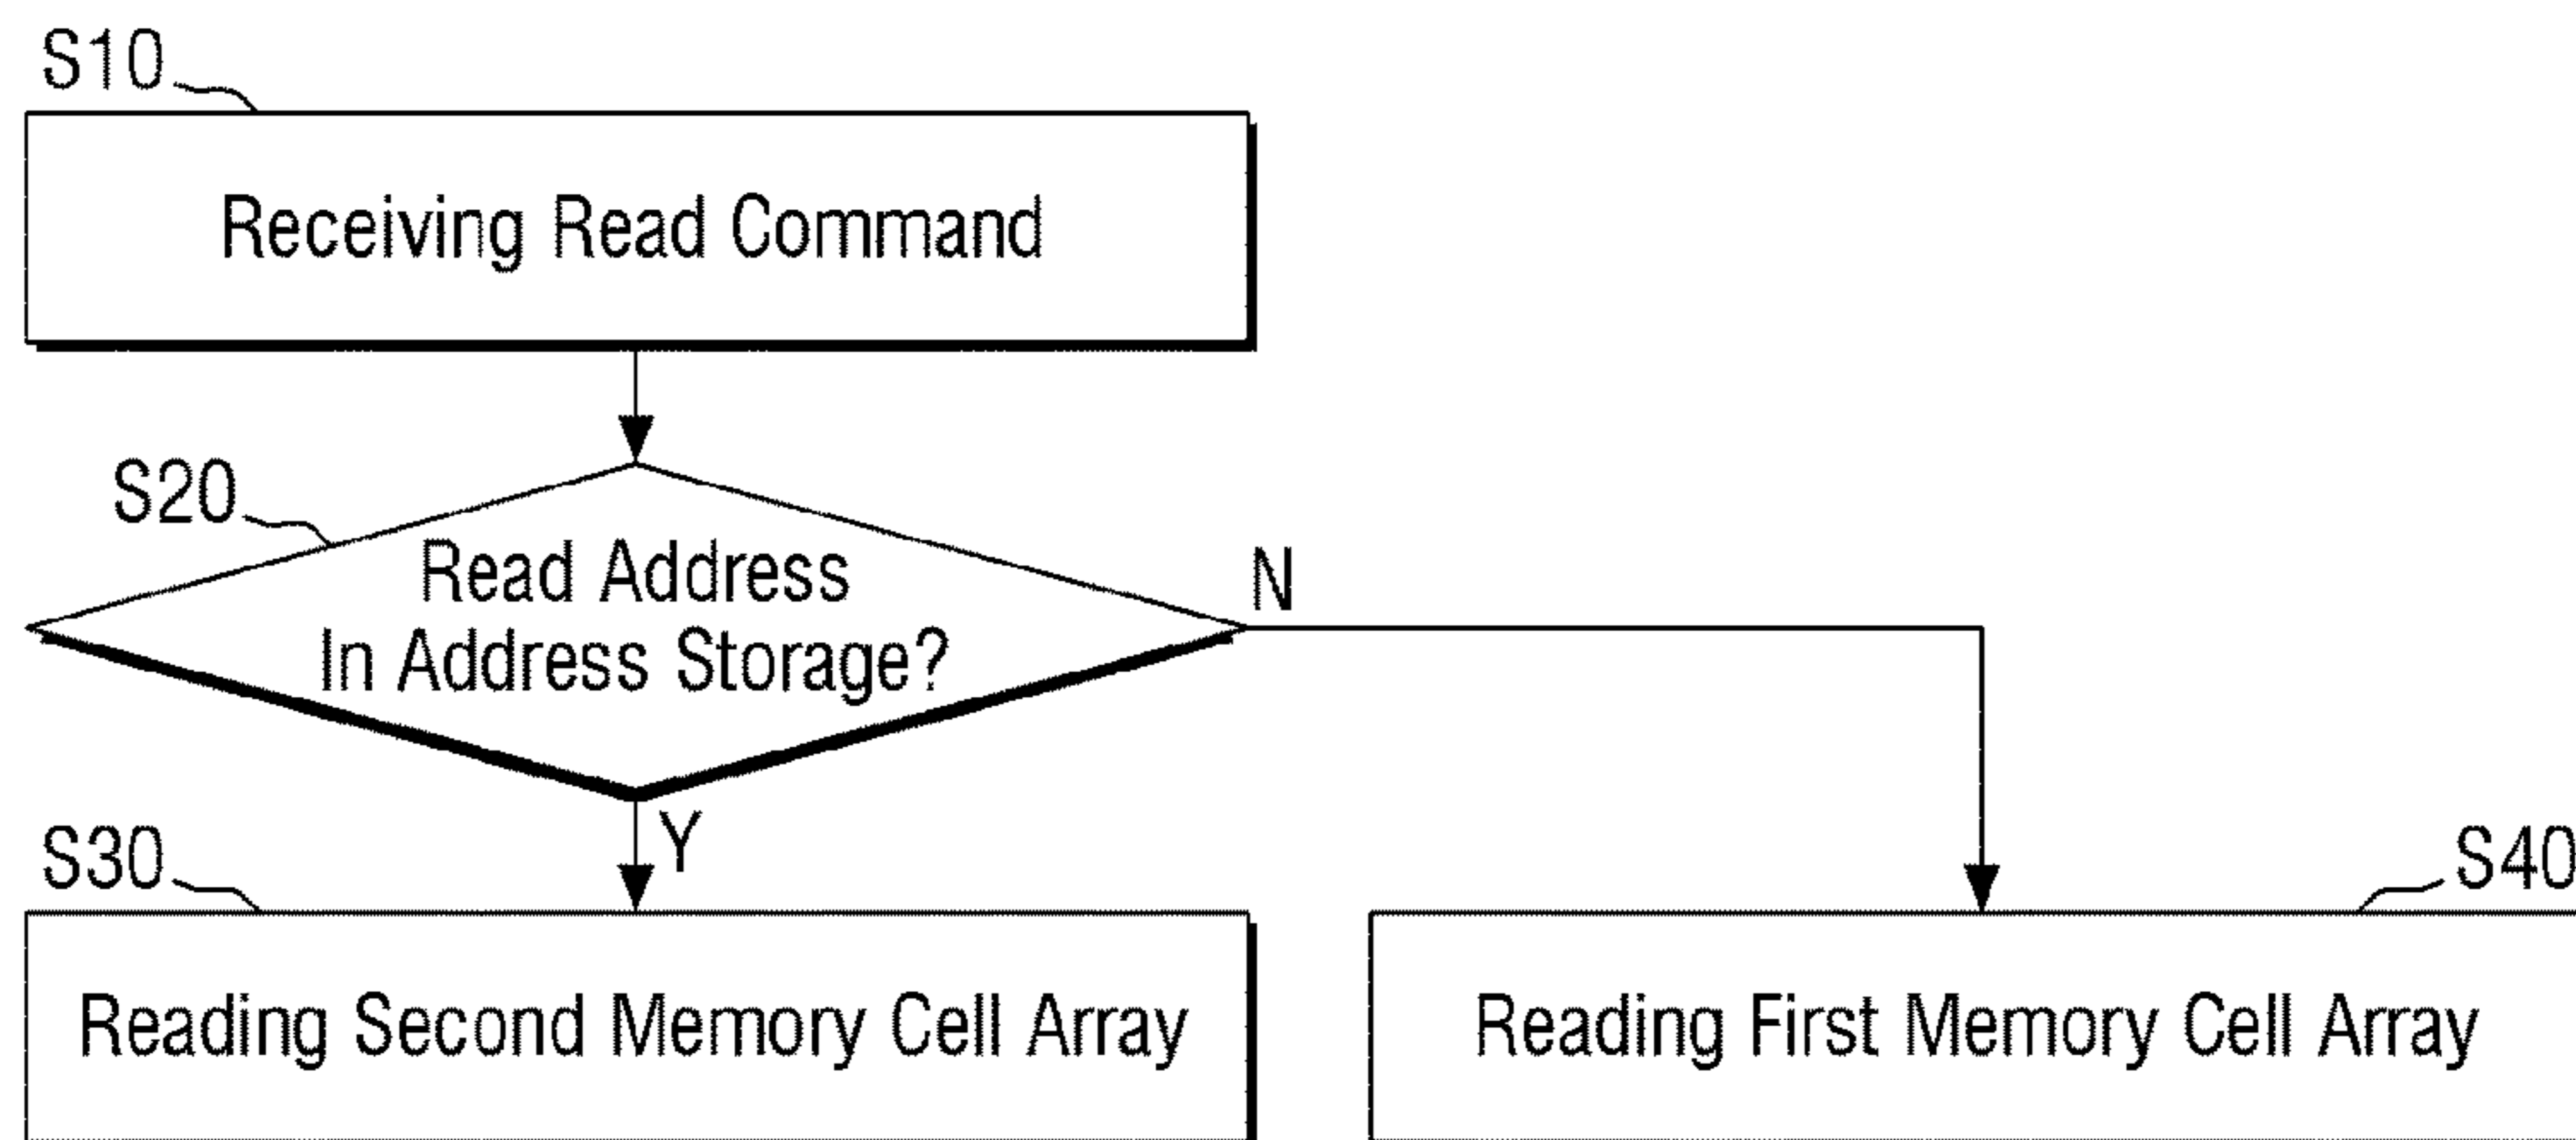 S10
Receiving Read Command
S20
Read Address
In Address Storage?
N
Y
S30
Reading Second Memory Cell Array
S40
Reading First Memory Cell Array